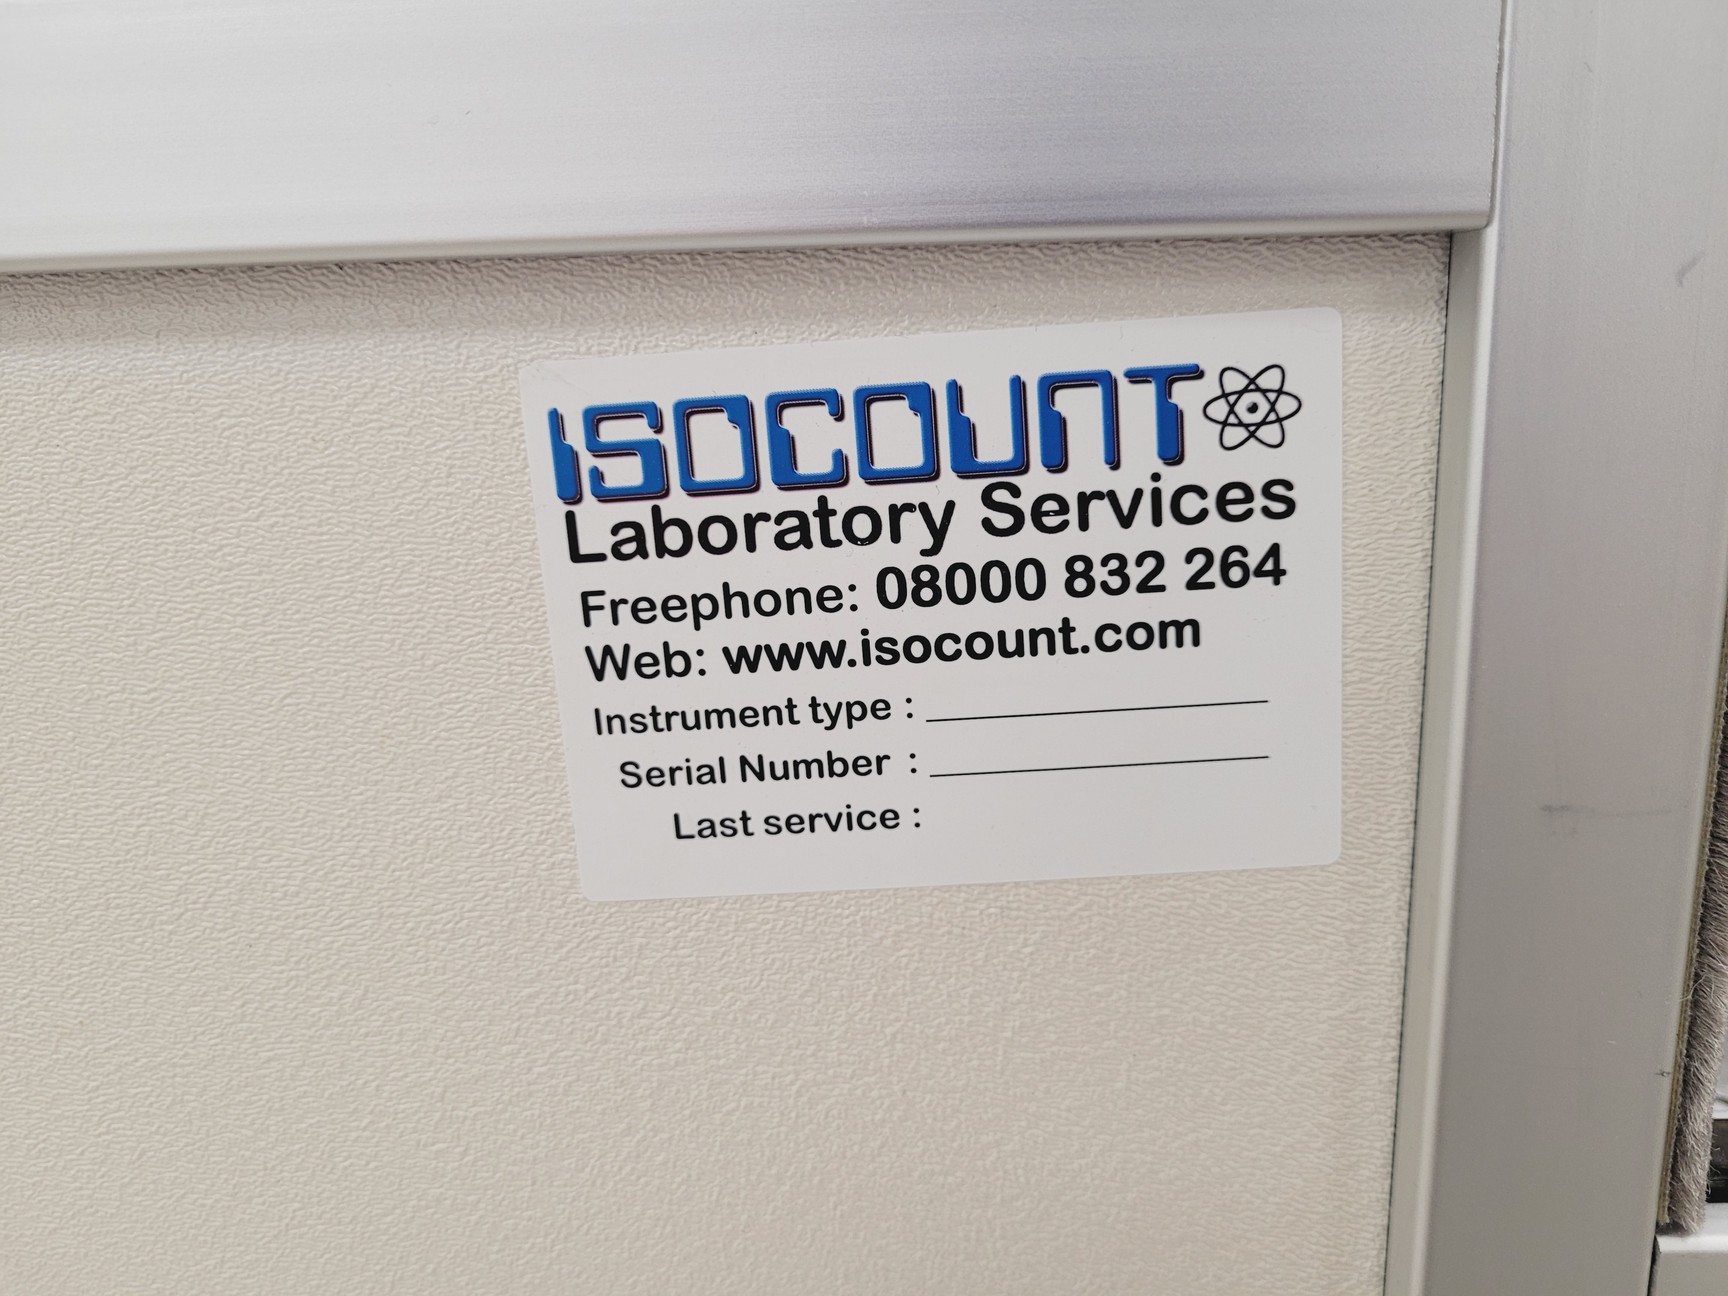 ISOCOUNT
Laboratory Services
Freephone: 08000 832 264
Web: www.isocount.com
Instrument type :
Serial Number :
Last service :